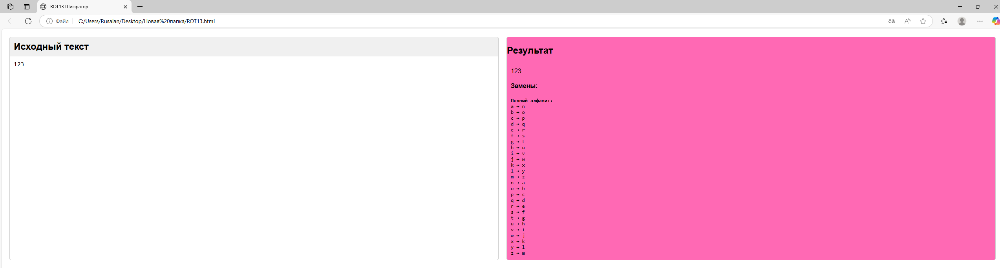 ROT13 Шифратор
Файл
C:/Users/Rusalan/Desktop/Новая%20папка/ROT13.html
Исходный текст
123
Результат
123
Замены:
Полный алфавит:
a → n
b → o
c → p
d → q
e → r
f → s
g → t
h → u
i → v
j → w
k → x
l → y
m → z
n → a
o → b
p → c
q → d
r → e
s → f
t → g
u → h
v → i
w → j
x → k
y → l
z → m